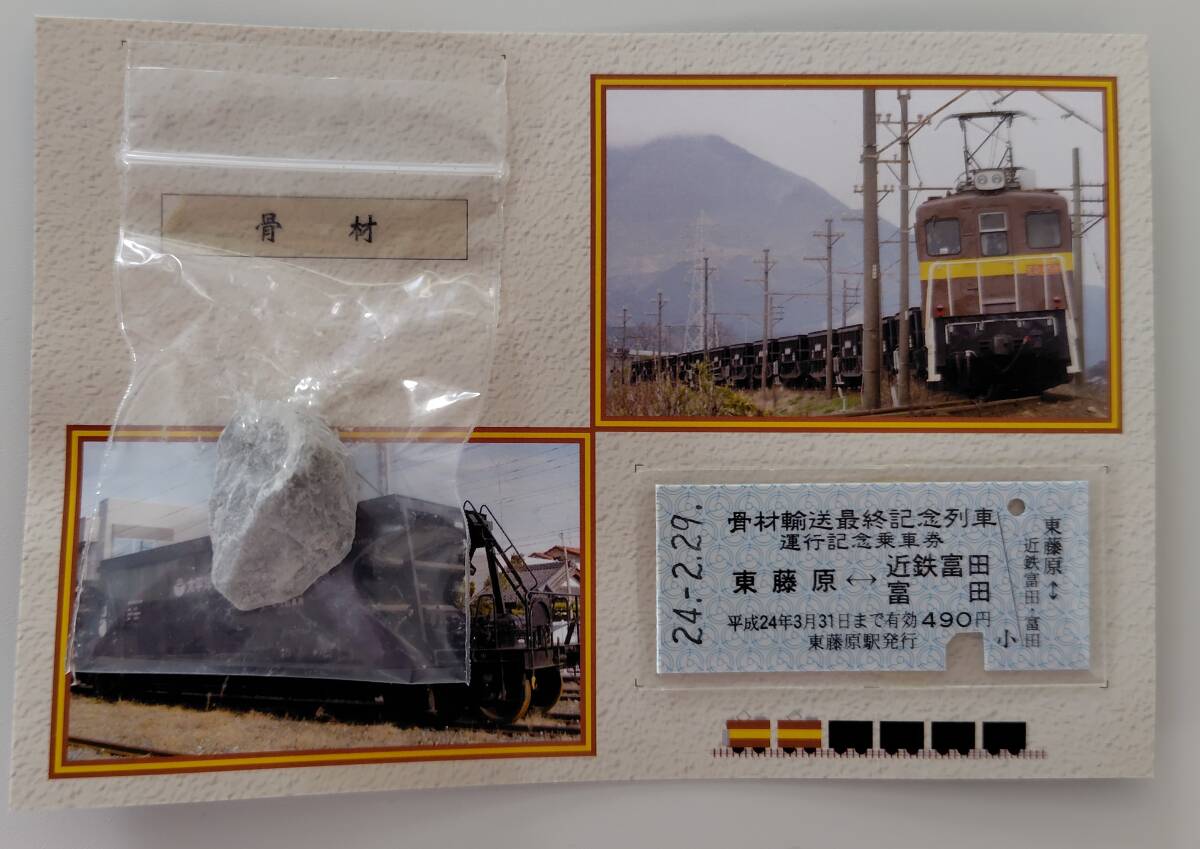 骨材
24.-2.29.
骨材輸送最終記念列車
運行記念乗車券
東藤原↔近鉄富田
富田
平成24年3月31日まで有効490円
東藤原駅発行
小
東藤原↕
近鉄富田・富田